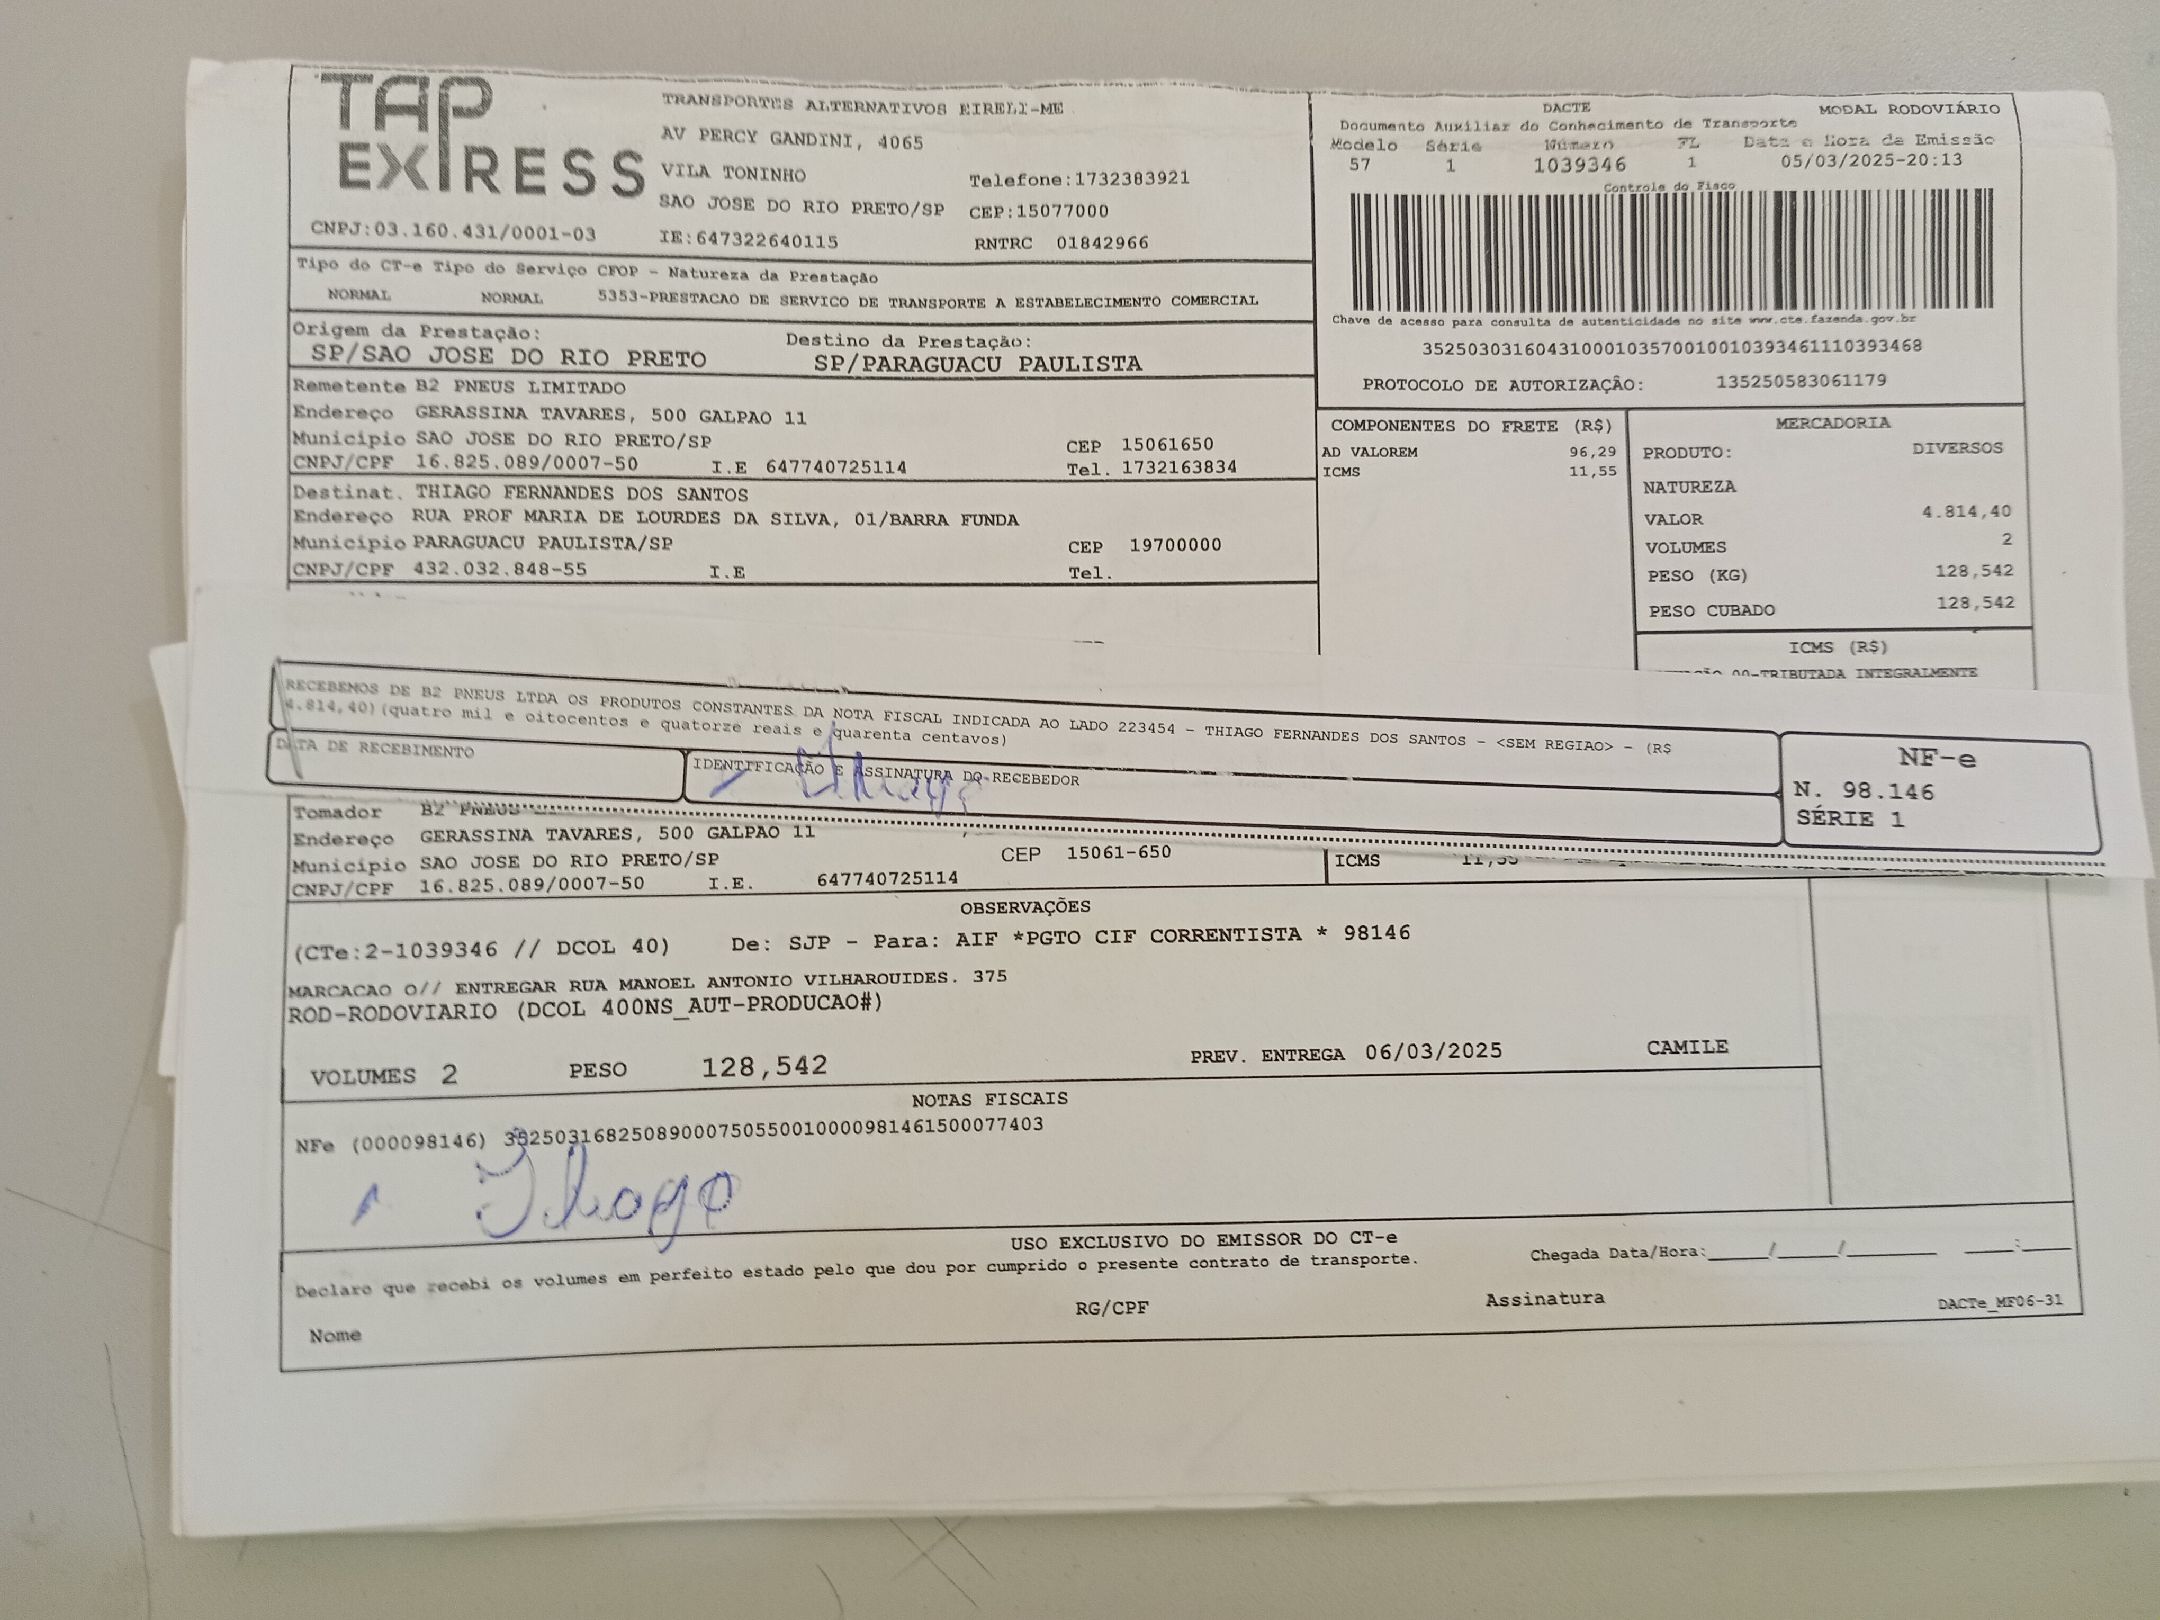 TAP EXPRESS
TRANSPORTES ALTERNATIVOS EIRELI-ME
AV PERCY GANDINI, 4065
VILA TONINHO
Telefone:1732383921
SAO JOSE DO RIO PRETO/SP CEP:15077000
CNPJ:03.160.431/0001-03 IE:647322640115 RNTRC 01842966
DACTE MODAL RODOVIÁRIO
Documento Auxiliar do Conhecimento de Transporte
Modelo Série Número FL Data e Hora de Emissão
57 1 1039346 1 05/03/2025-20:13
Controle do Fisco
Chave de acesso para consulta de autenticidade no site www.cte.fazenda.gov.br
35250303160431000103570010010393461110393468
PROTOCOLO DE AUTORIZAÇÃO: 135250583061179
Tipo do CT-e Tipo do Serviço CFOP - Natureza da Prestação
NORMAL NORMAL 5353-PRESTACAO DE SERVICO DE TRANSPORTE A ESTABELECIMENTO COMERCIAL
Origem da Prestação: Destino da Prestação:
SP/SAO JOSE DO RIO PRETO SP/PARAGUACU PAULISTA
Remetente B2 PNEUS LIMITADO
Endereço GERASSINA TAVARES, 500 GALPAO 11
Município SAO JOSE DO RIO PRETO/SP CEP 15061650
CNPJ/CPF 16.825.089/0007-50 I.E 647740725114 Tel. 1732163834
Destinat. THIAGO FERNANDES DOS SANTOS
Endereço RUA PROF MARIA DE LOURDES DA SILVA, 01/BARRA FUNDA
Município PARAGUACU PAULISTA/SP CEP 19700000
CNPJ/CPF 432.032.848-55 I.E Tel.
COMPONENTES DO FRETE (R$)
AD VALOREM 96,29
ICMS 11,55
MERCADORIA
PRODUTO: DIVERSOS
NATUREZA
VALOR 4.814,40
VOLUMES 2
PESO (KG) 128,542
PESO CUBADO 128,542
ICMS (R$)
00-TRIBUTADA INTEGRALMENTE
RECEBEMOS DE B2 PNEUS LTDA OS PRODUTOS CONSTANTES DA NOTA FISCAL INDICADA AO LADO 223454 - THIAGO FERNANDES DOS SANTOS - <SEM REGIAO> - (R$
4.814,40)(quatro mil e oitocentos e quatorze reais e quarenta centavos)
DATA DE RECEBIMENTO IDENTIFICAÇÃO E ASSINATURA DO RECEBEDOR
Thiago
NF-e
N. 98.146
SÉRIE 1
Tomador B2 PNEUS
Endereço GERASSINA TAVARES, 500 GALPAO 11
Município SAO JOSE DO RIO PRETO/SP CEP 15061-650
CNPJ/CPF 16.825.089/0007-50 I.E. 647740725114
ICMS 11,55
OBSERVAÇÕES
(CTe:2-1039346 // DCOL 40) De: SJP - Para: AIF *PGTO CIF CORRENTISTA * 98146
MARCACAO O// ENTREGAR RUA MANOEL ANTONIO VILHAROUIDES. 375
ROD-RODOVIARIO (DCOL 400NS_AUT-PRODUCAO#)
VOLUMES 2 PESO 128,542 PREV. ENTREGA 06/03/2025 CAMILE
NOTAS FISCAIS
NFe (000098146) 35250316825089000750550010000981461500077403
Thiago
USO EXCLUSIVO DO EMISSOR DO CT-e
Declaro que recebi os volumes em perfeito estado pelo que dou por cumprido o presente contrato de transporte.
Chegada Data/Hora:_____/_____/________ ____:____
Nome RG/CPF Assinatura
DACTe_MF06-31